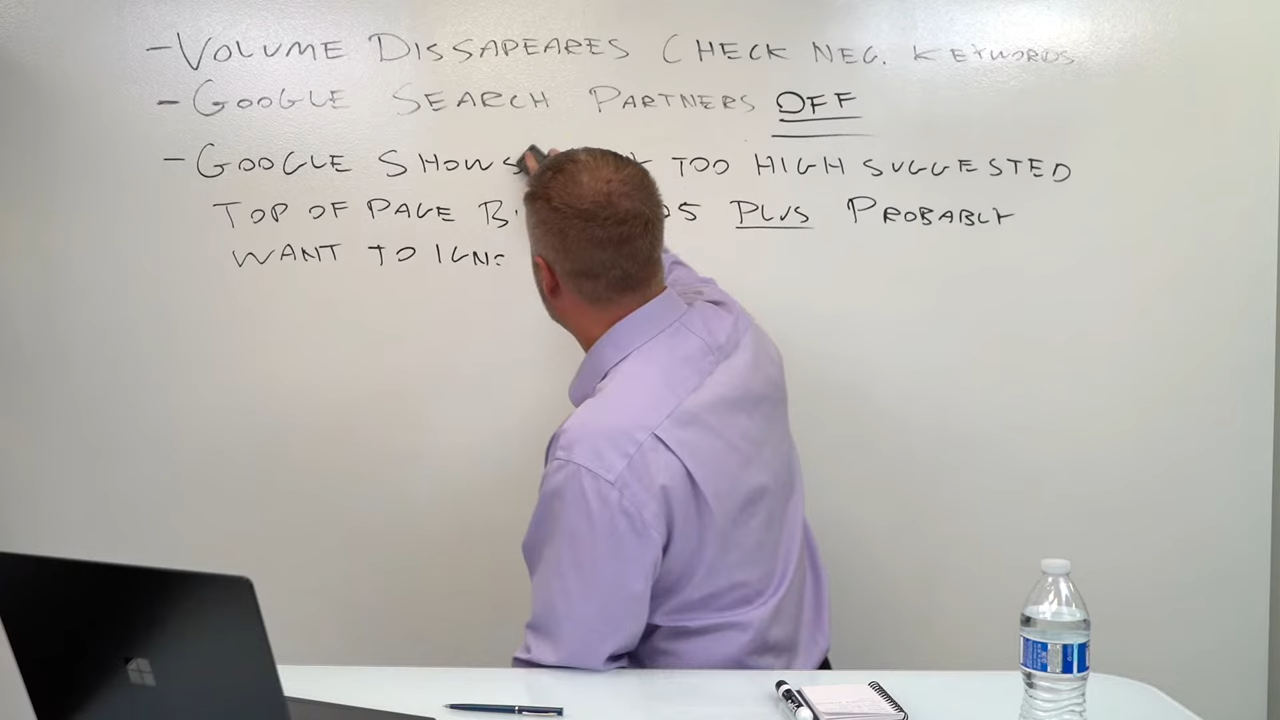 - VOLUME DISSAPEARES CHECK NEG. KEYWORDS
- GOOGLE SEARCH PARTNERS OFF
- GOOGLE SHOWS TOO HIGH SUGGESTED
TOP OF PAGE PLUS PROBABLY
WANT TO